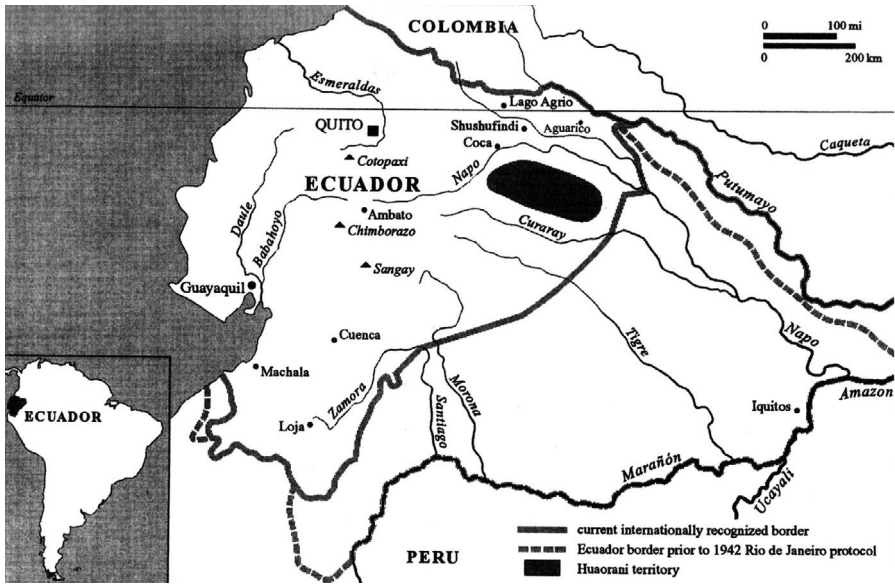 COLOMBIA
0 100 mi
0 200 km
Esmeraldas
Equator
Lago Agrio
QUITO
Shushufindi
Aguarico
Coca
Caqueta
Cotopaxi
Napo
Putumayo
ECUADOR
Daule
Babahoyo
Ambato
Chimborazo
Curaray
Sangay
Guayaquil
Cuenca
Tigre
Napo
Machala
Zamora
Morona
Santiago
Amazon
Iquitos
ECUADOR
Loja
Marañón
Ucayali
current internationally recognized border
Ecuador border prior to 1942 Rio de Janeiro protocol
Huaorani territory
PERU